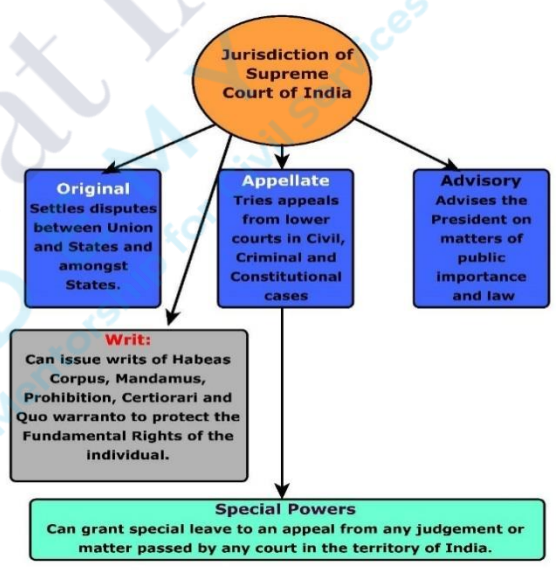 Jurisdiction of
Supreme
Court of India
Original
Settles disputes
between Union
and States and
amongst
States.
Appellate
Tries appeals
from lower
courts in Civil,
Criminal and
Constitutional
cases
Advisory
Advises the
President on
matters of
public
importance
and law
Writ:
Can issue writs of Habeas
Corpus, Mandamus,
Prohibition, Certiorari and
Quo warranto to protect the
Fundamental Rights of the
individual.
Special Powers
Can grant special leave to an appeal from any judgement or
matter passed by any court in the territory of India.